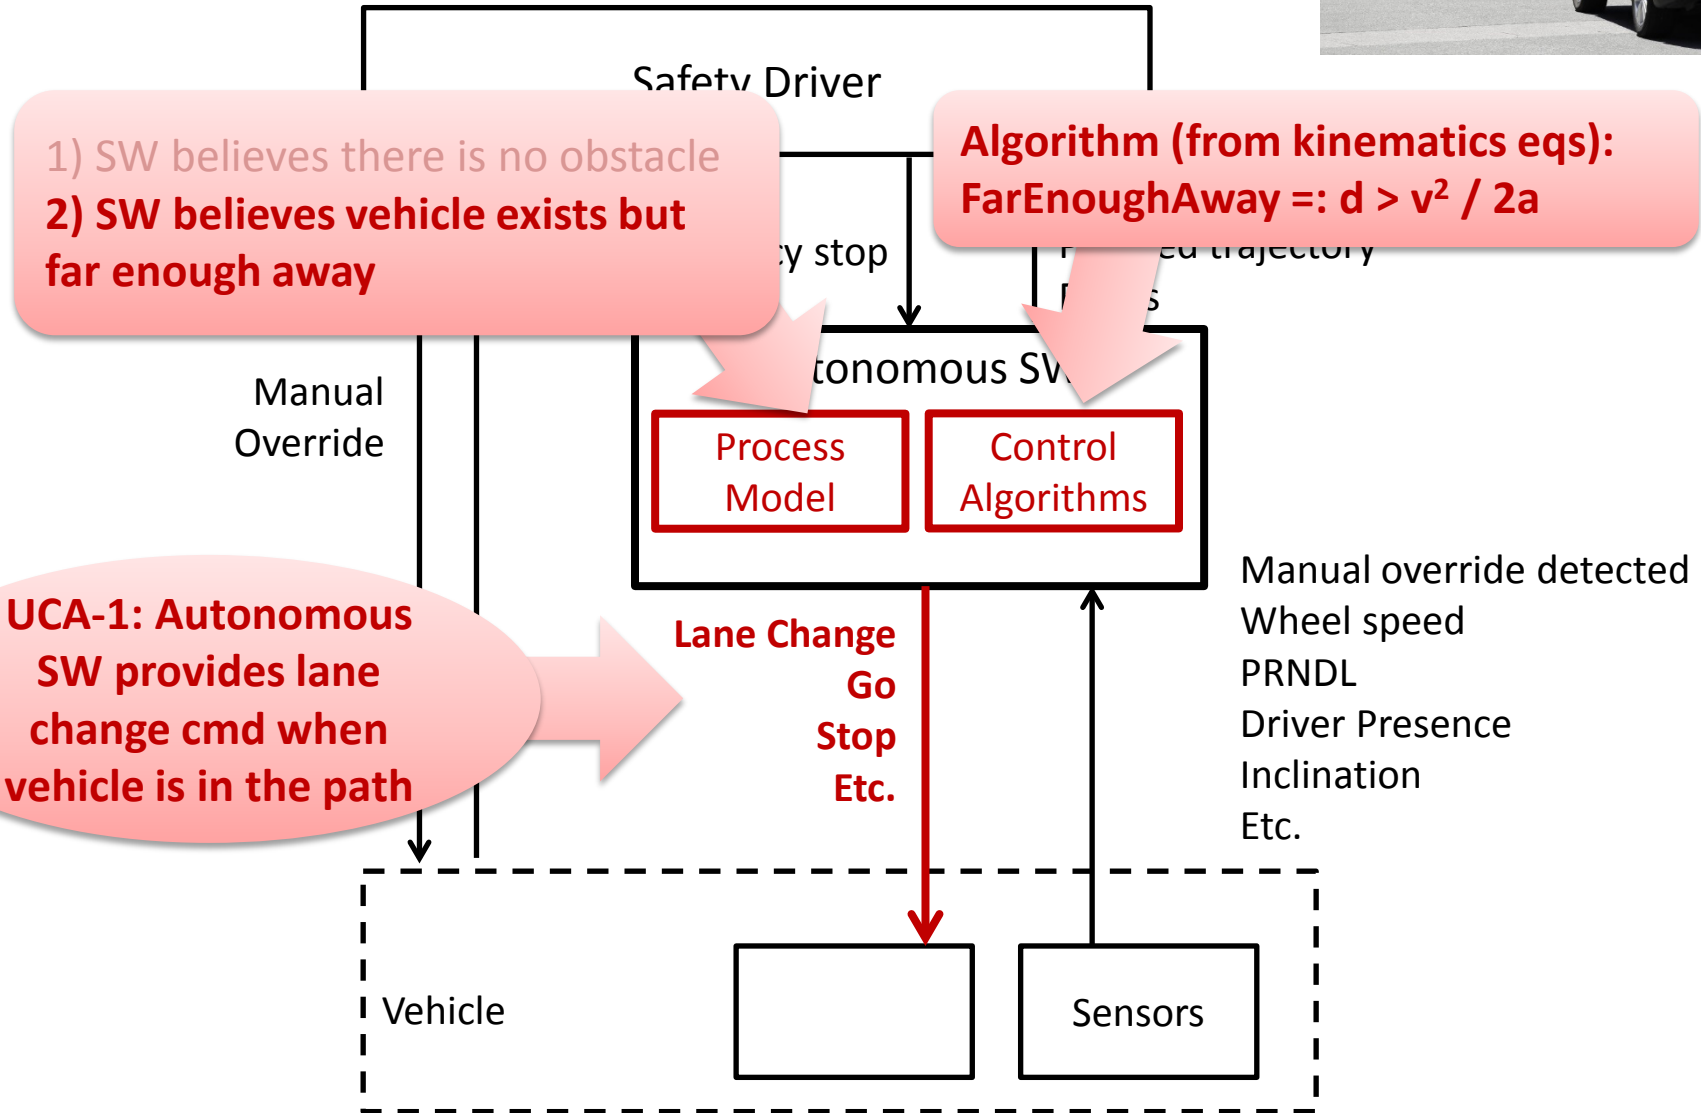 Safety Driver
1) SW believes there is no obstacle
2) SW believes vehicle exists but
far enough away
Algorithm (from kinematics eqs):
FarEnoughAway =: d > v² / 2a
stop
trajectory
Manual
Override
SW
Process
Model
Control
Algorithms
UCA-1: Autonomous
SW provides lane
change cmd when
vehicle is in the path
Lane Change
Go
Stop
Etc.
Manual override detected
Wheel speed
PRNDL
Driver Presence
Inclination
Etc.
Vehicle
Sensors